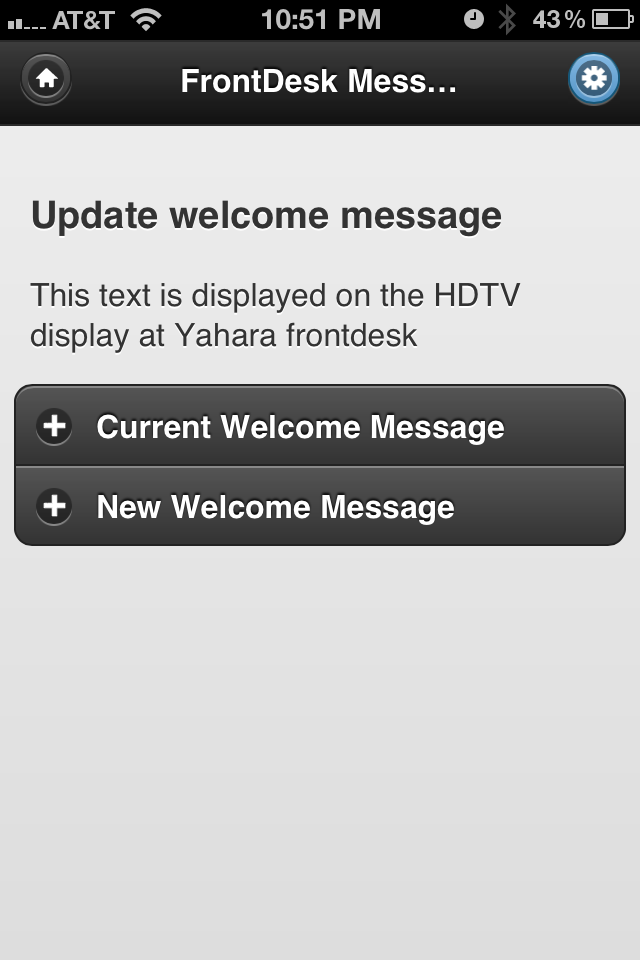 AT&T 10:51 PM 43%
FrontDesk Mess...
Update welcome message
This text is displayed on the HDTV
display at Yahara frontdesk
Current Welcome Message
New Welcome Message